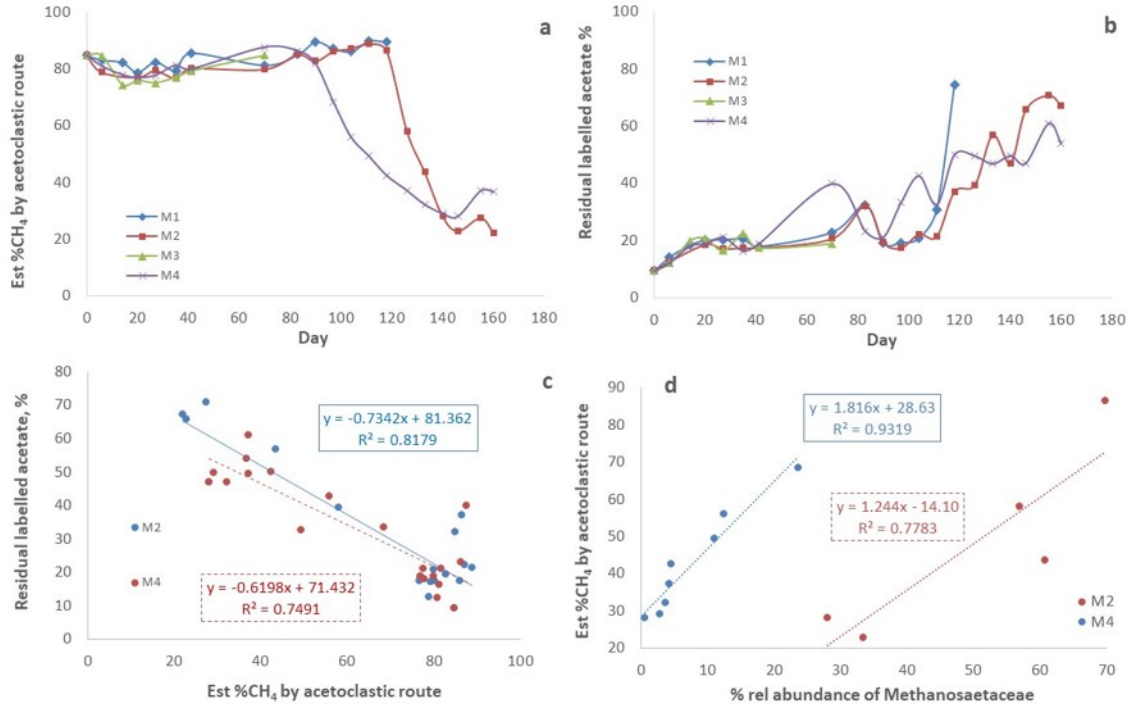 a
Est %CH₄ by acetoclastic route
100
80
60
40
20
0
M1
M2
M3
M4
0 20 40 60 80 100 120 140 160 180
Day
b
Residual labelled acetate %
100
80
60
40
20
0
M1
M2
M3
M4
0 20 40 60 80 100 120 140 160 180
Day
c
Residual labelled acetate, %
80
70
60
50
40
30
20
10
0
y = -0.7342x + 81.362
R² = 0.8179
M2
M4
y = -0.6198x + 71.432
R² = 0.7491
0 20 40 60 80 100
Est %CH₄ by acetoclastic route
d
Est %CH₄ by acetoclastic route
90
80
70
60
50
40
30
20
y = 1.816x + 28.63
R² = 0.9319
y = 1.244x - 14.10
R² = 0.7783
M2
M4
0 10 20 30 40 50 60 70
% rel abundance of Methanosaetaceae